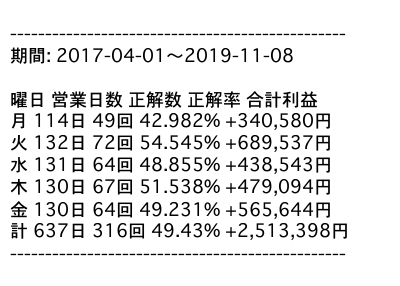 ------------------------------------------------
期間: 2017-04-01～2019-11-08
曜日 営業日数 正解数 正解率 合計利益
月 114日 49回 42.982% +340,580円
火 132日 72回 54.545% +689,537円
水 131日 64回 48.855% +438,543円
木 130日 67回 51.538% +479,094円
金 130日 64回 49.231% +565,644円
計 637日 316回 49.43% +2,513,398円
------------------------------------------------